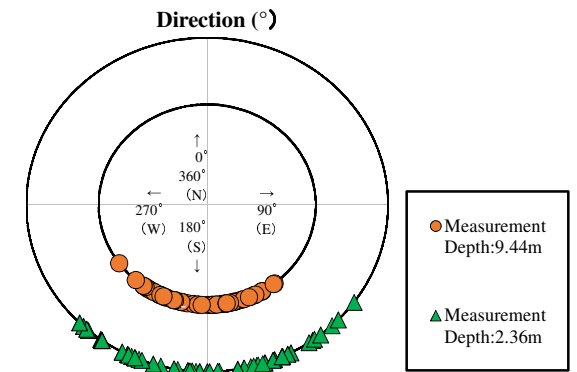 Direction (°)
↑
0°
360°
(N)
← →
270° 90°
(W) 180° (E)
(S)
↓
Measurement
Depth:9.44m
Measurement
Depth:2.36m